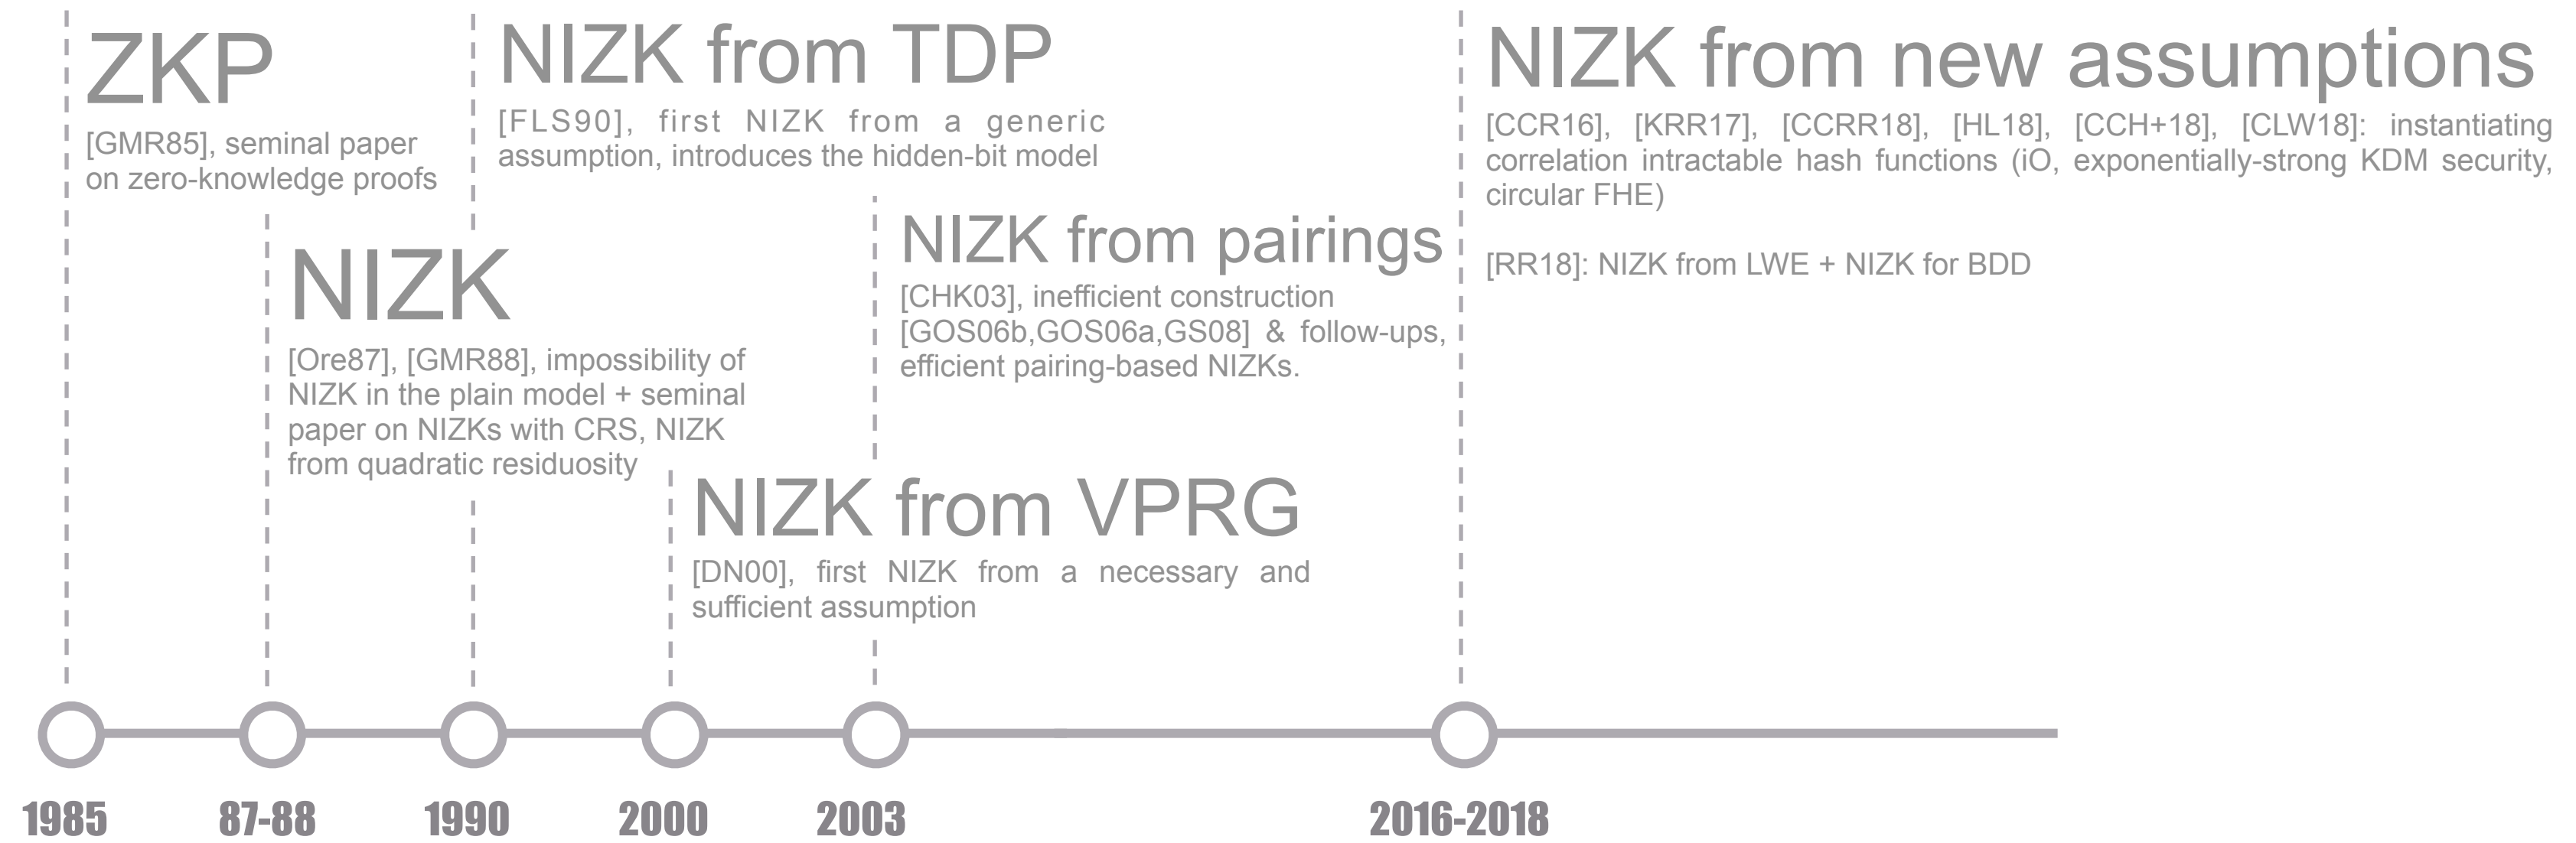 ZKP
[GMR85], seminal paper
on zero-knowledge proofs
NIZK
[Ore87], [GMR88], impossibility of
NIZK in the plain model + seminal
paper on NIZKs with CRS, NIZK
from quadratic residuosity
NIZK from TDP
[FLS90], first NIZK from a generic
assumption, introduces the hidden-bit model
NIZK from VPRG
[DN00], first NIZK from a necessary and
sufficient assumption
NIZK from pairings
[CHK03], inefficient construction
[GOS06b,GOS06a,GS08] & follow-ups,
efficient pairing-based NIZKs.
NIZK from new assumptions
[CCR16], [KRR17], [CCRR18], [HL18], [CCH+18], [CLW18]: instantiating
correlation intractable hash functions (iO, exponentially-strong KDM security,
circular FHE)
[RR18]: NIZK from LWE + NIZK for BDD
1985
87-88
1990
2000
2003
2016-2018